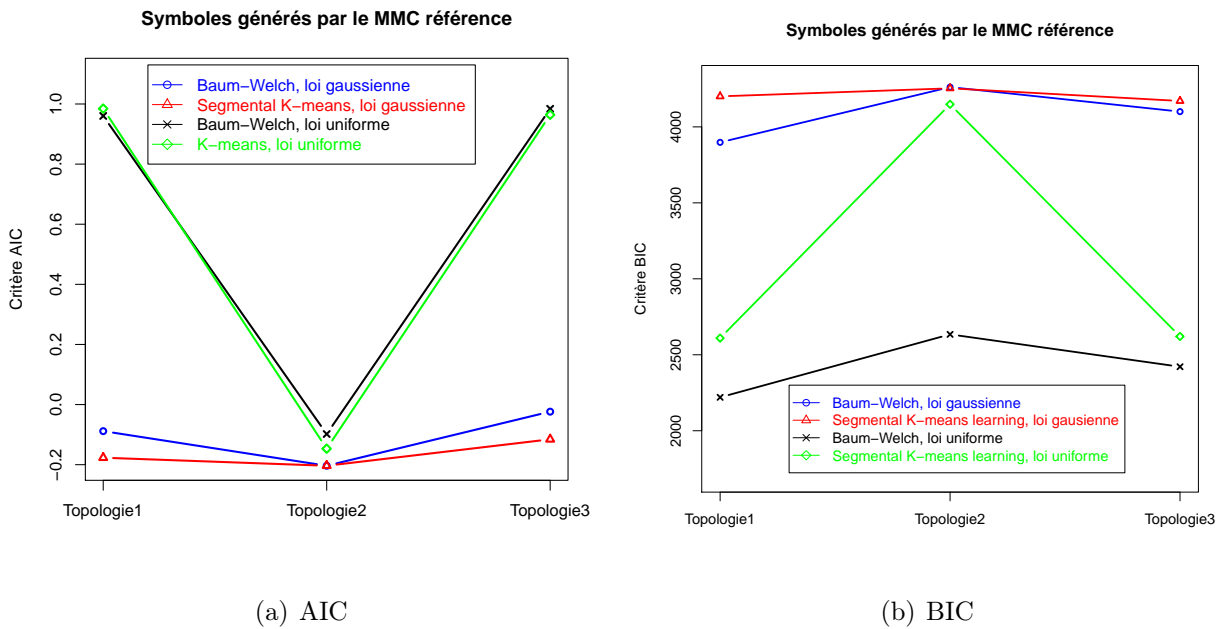 Symboles générés par le MMC référence
Critère AIC
1.0
0.8
0.6
0.4
0.2
0.0
−0.2
Baum−Welch, loi gaussienne
Segmental K−means, loi gaussienne
Baum−Welch, loi uniforme
K−means, loi uniforme
Topologie1
Topologie2
Topologie3
(a) AIC
Symboles générés par le MMC référence
Critère BIC
4000
3500
3000
2500
2000
Baum−Welch, loi gaussienne
Segmental K−means learning, loi gausienne
Baum−Welch, loi uniforme
Segmental K−means learning, loi uniforme
Topologie1
Topologie2
Topologie3
(b) BIC